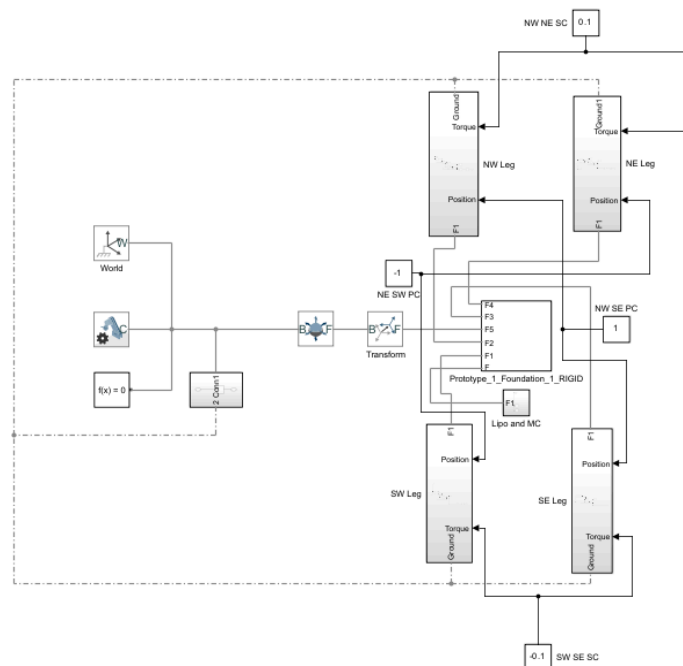 NW NE SC
0.1
Ground
Torque
NW Leg
Position
F1
Ground1
Torque
NE Leg
Position
F1
W
World
-1
NE SW PC
C
B F
B F
Transform
F4
F3
F5
F2
F1
F
Prototype_1_Foundation_1_RIGID
NW SE PC
1
f(x) = 0
2 Conn1
F1
Lipo and MC
F1
Position
SW Leg
Torque
Ground
F1
Position
SE Leg
Torque
Ground
-0.1
SW SE SC